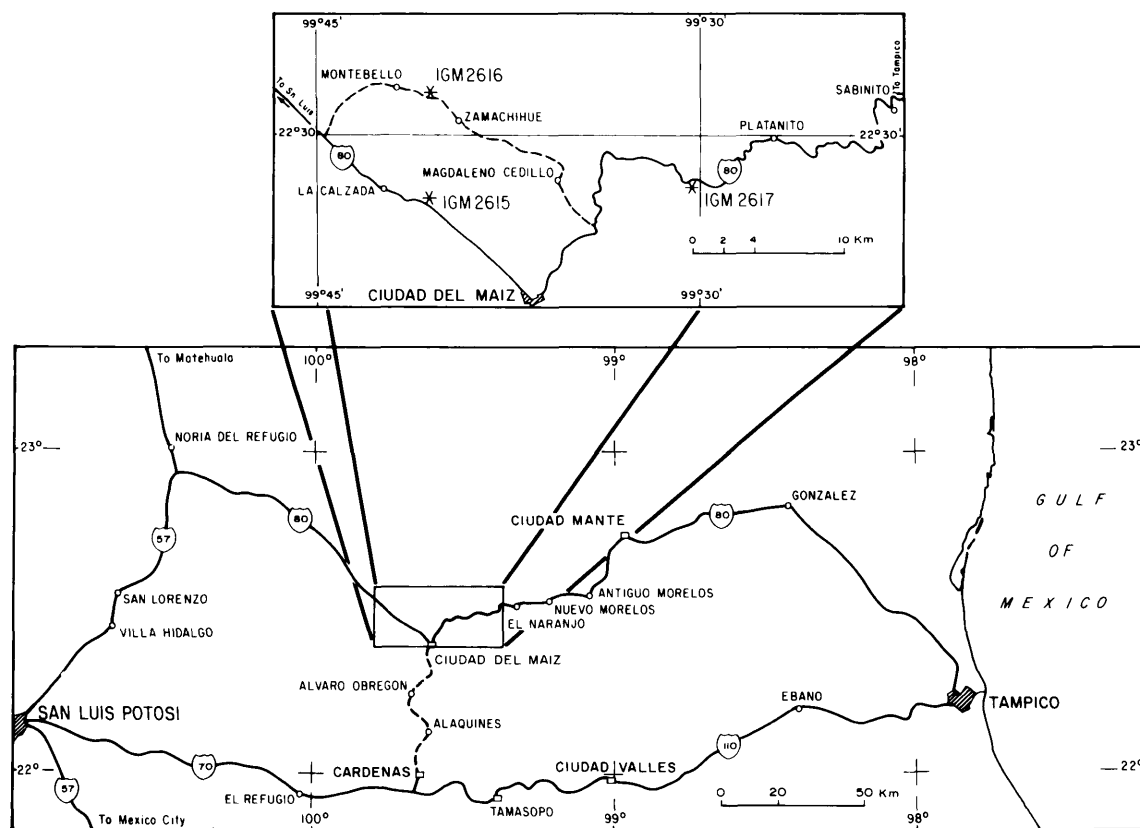 99°45'
99°30'
To Sn. Luis
MONTEBELLO
IGM2616
ZAMACHIHUE
SABINITO
To Tampico
22°30'
PLATANITO
22°30'
80
MAGDALENO CEDILLO
80
LA CALZADA
IGM2615
IGM2617
0 2 4 10 Km
99°45'
CIUDAD DEL MAIZ
99°30'
To Matehuala
100°
99°
98°
23°
NORIA DEL REFUGIO
23°
GONZALEZ
GULF
80
CIUDAD MANTE
80
57
OF
SAN LORENZO
ANTIGUO MORELOS
NUEVO MORELOS
MEXICO
VILLA HIDALGO
EL NARANJO
CIUDAD DEL MAIZ
ALVARO OBREGON
EBANO
TAMPICO
SAN LUIS POTOSI
ALAQUINES
110
70
CARDENAS
CIUDAD VALLES
22°
22°
57
EL REFUGIO
TAMASOPO
0 20 50 Km
To Mexico City
100°
99°
98°